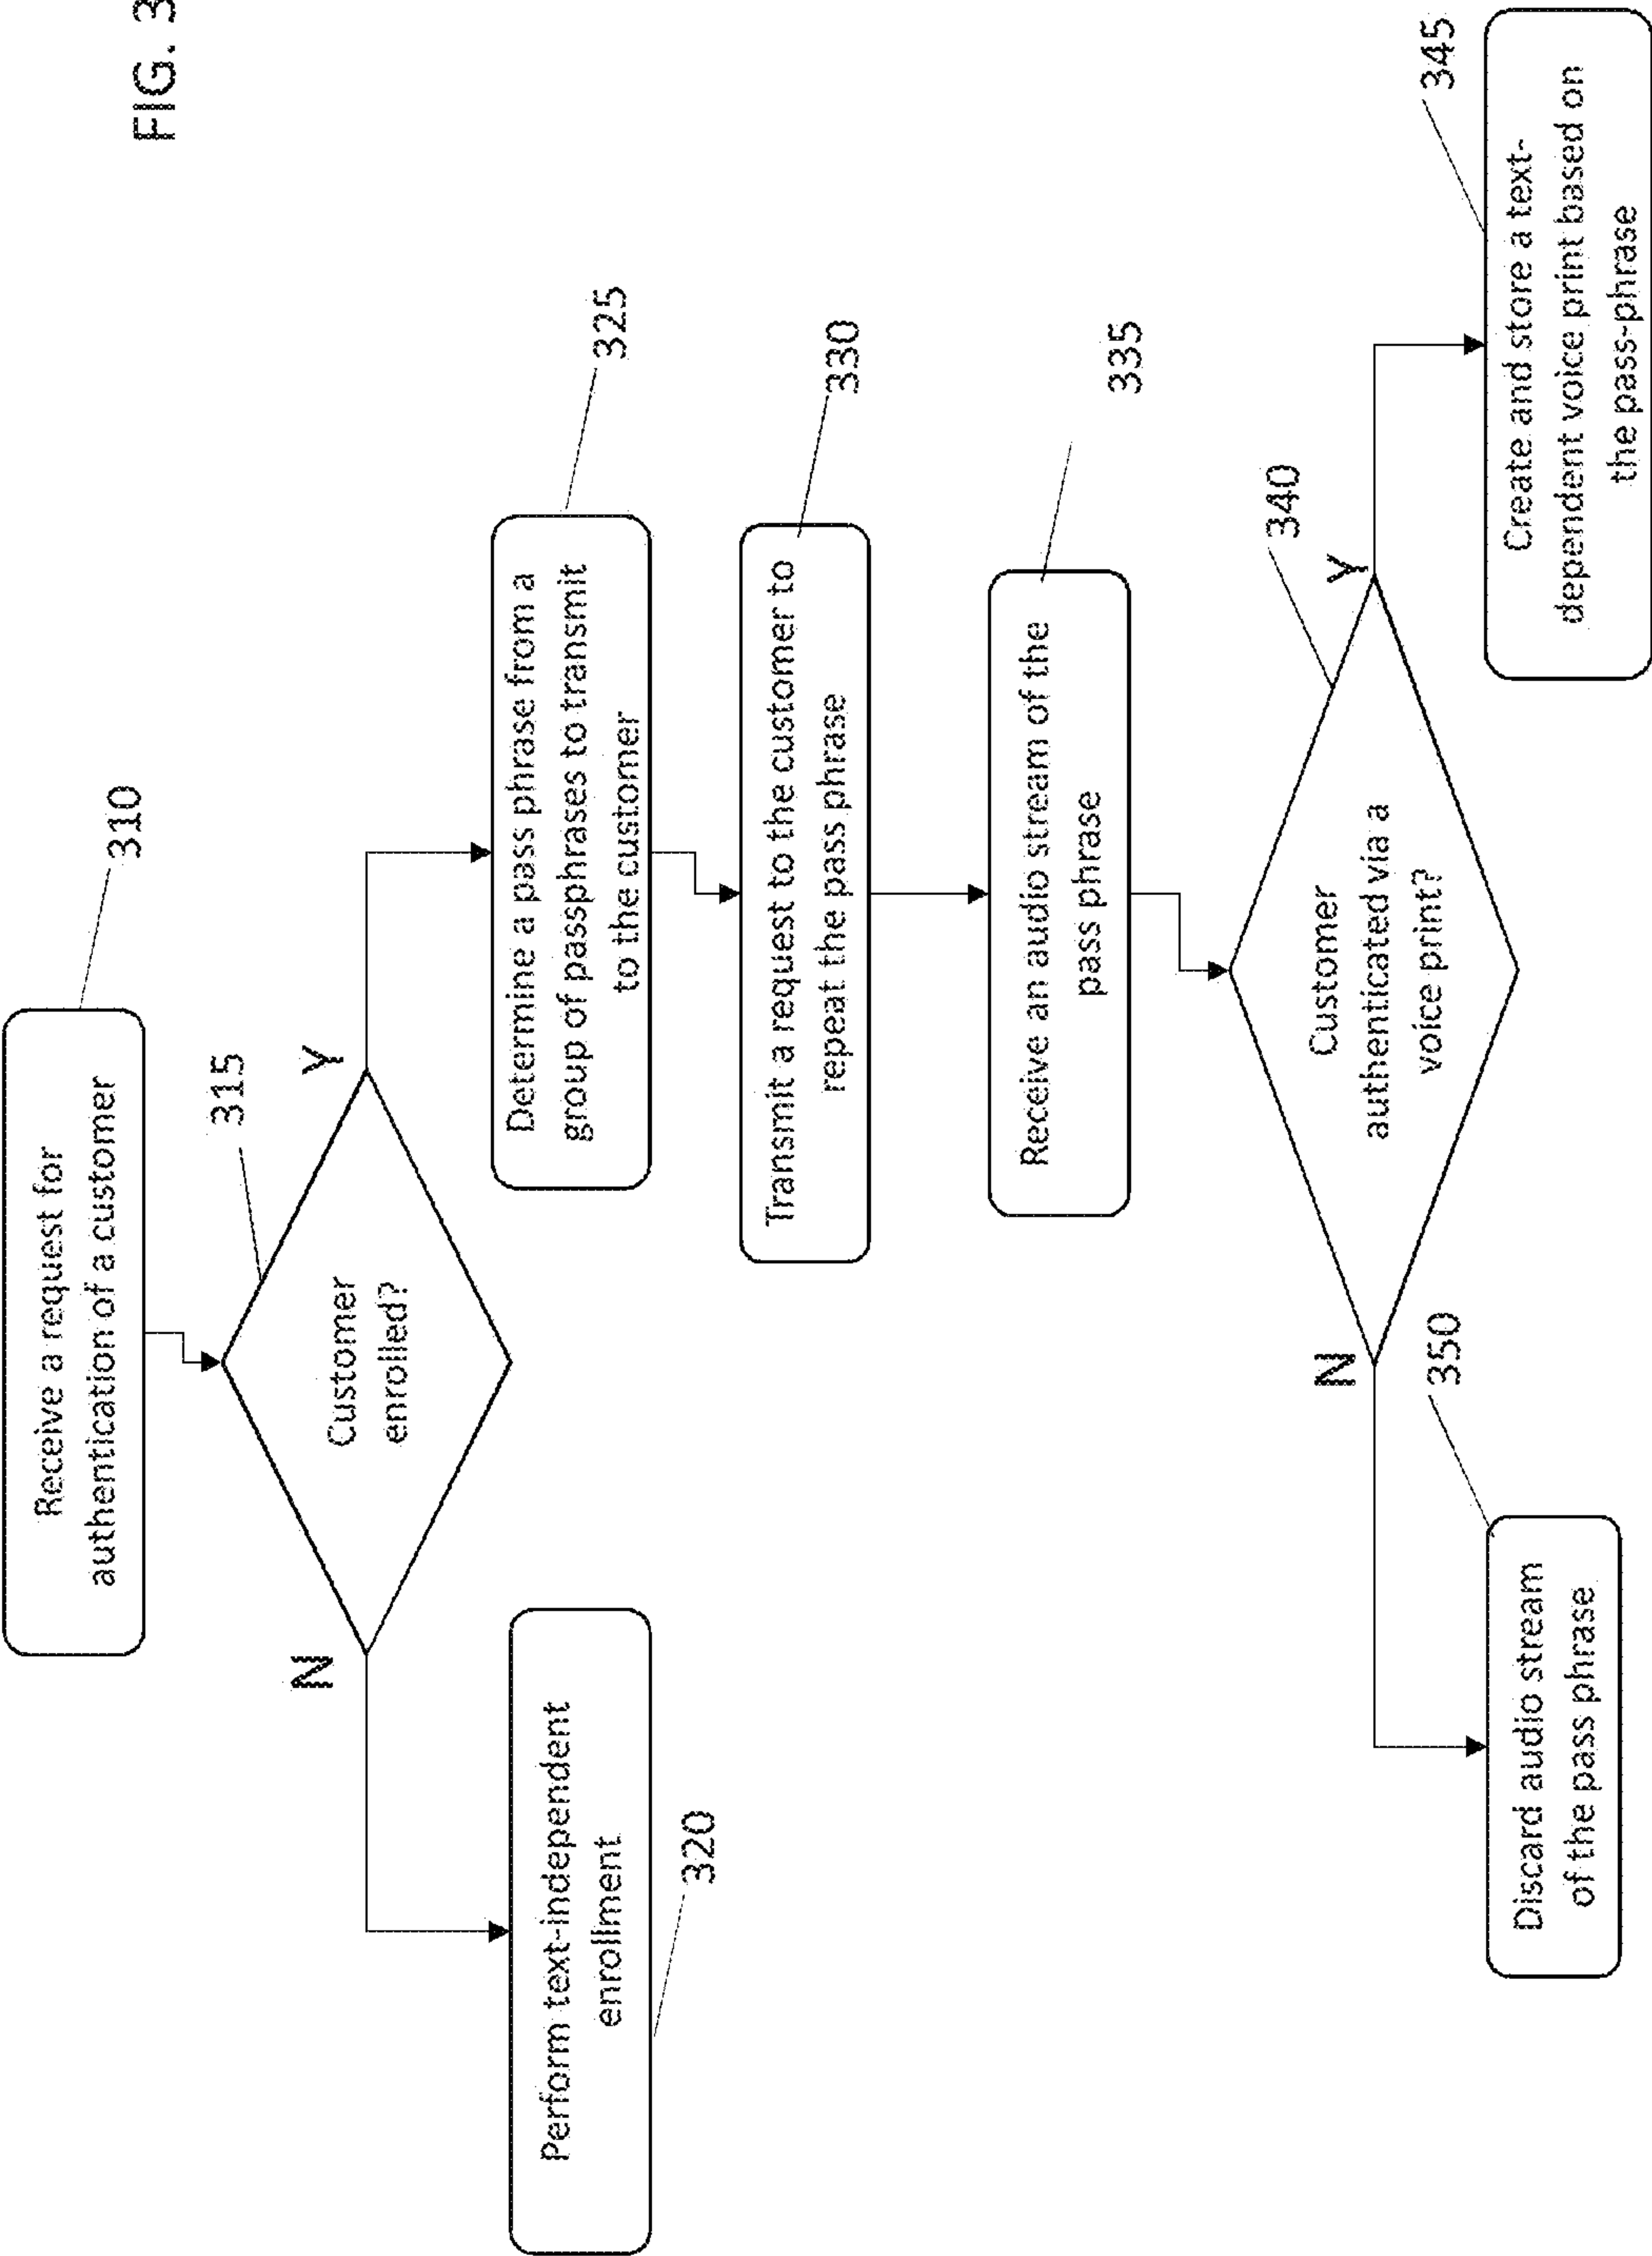 FIG. 3
310
Receive a request for
authentication of a customer
315
Customer
enrolled?
N
Y
Perform text-independent
enrollment
320
325
Determine a pass phrase from a
group of passphrases to transmit
to the customer
330
Transmit a request to the customer to
repeat the pass phrase
335
Receive an audio stream of the
pass phrase
340
Customer
authenticated via a
voice print?
N
Y
350
Discard audio stream
of the pass phrase
345
Create and store a text-
dependent voice print based on
the pass-phrase